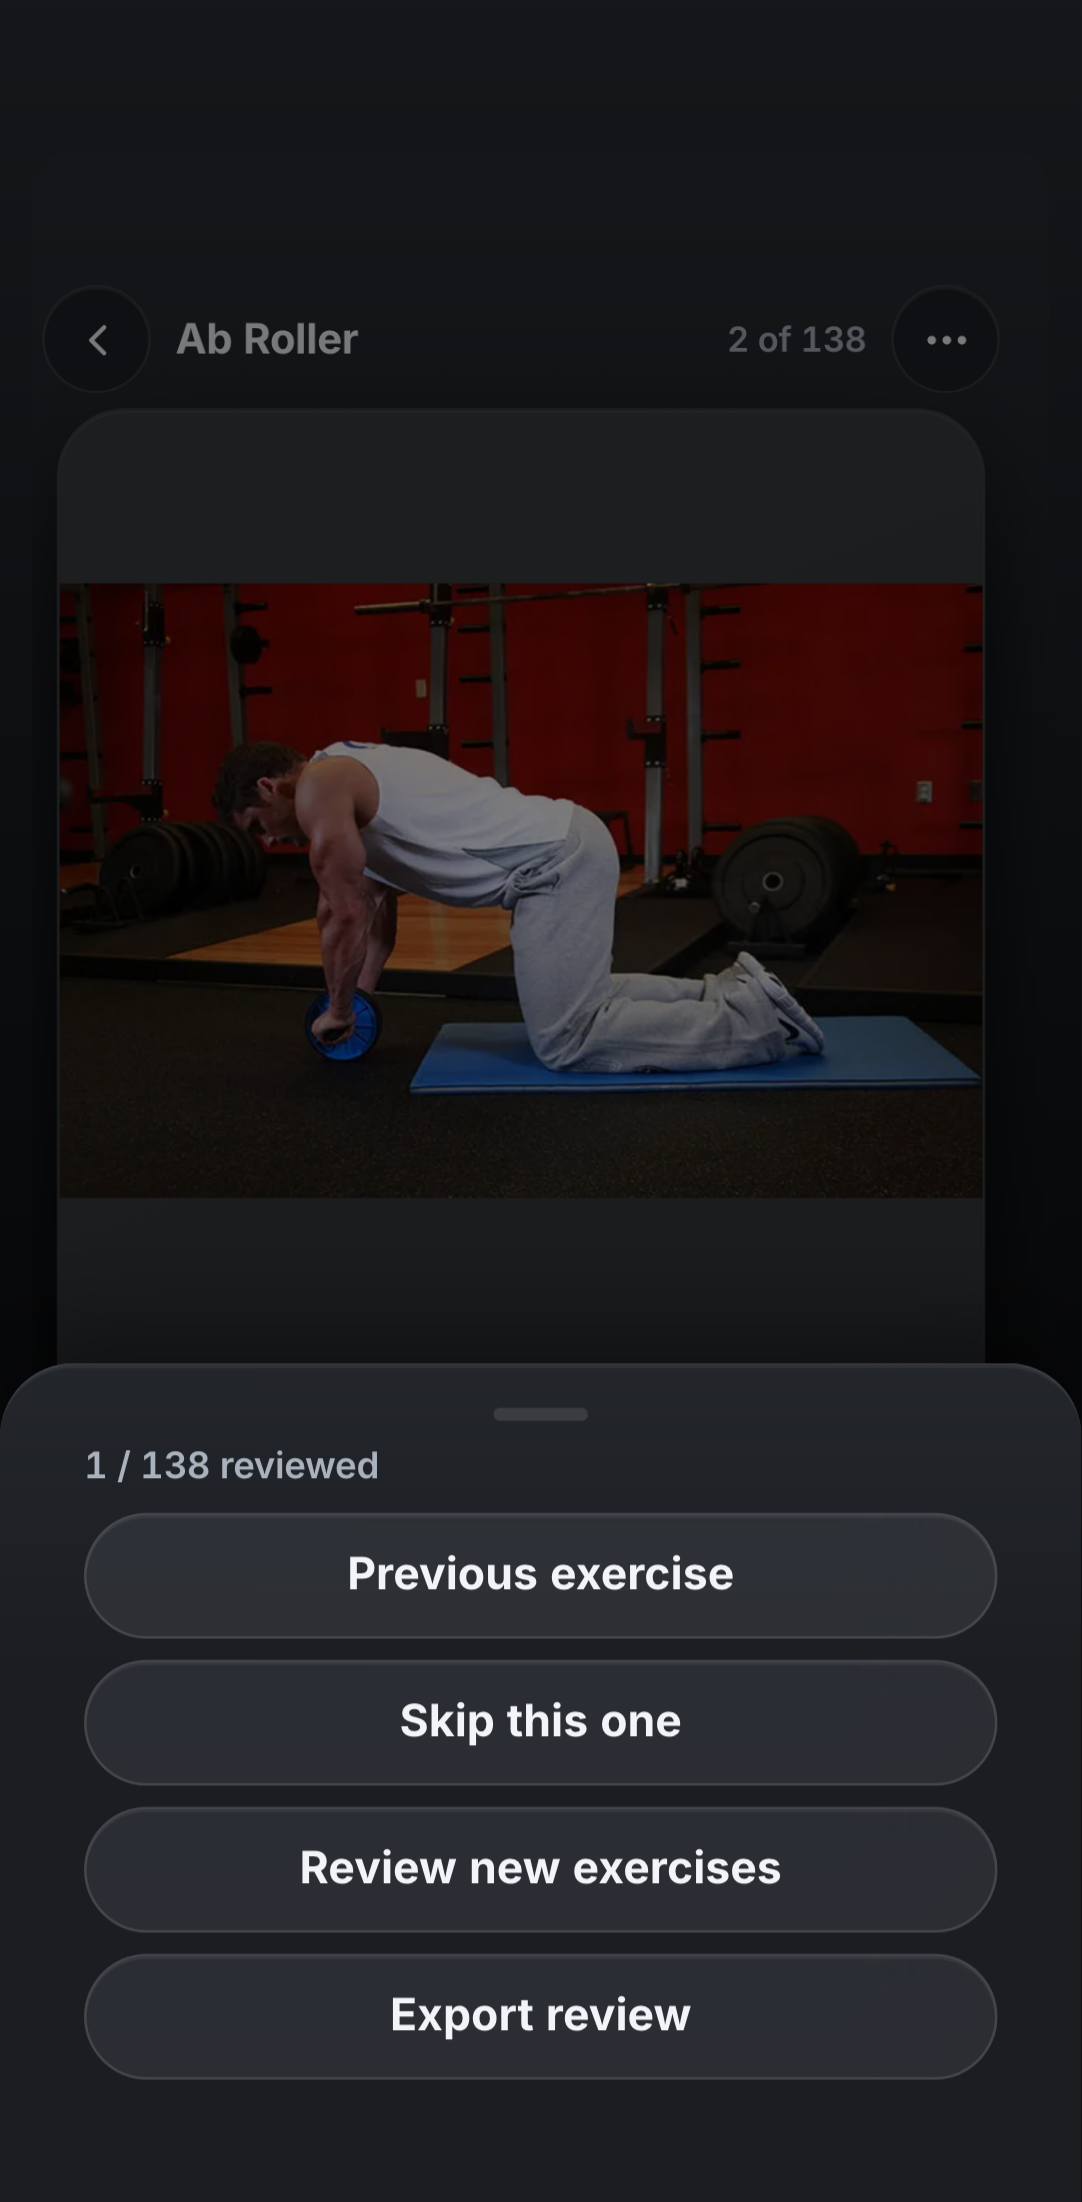 Ab Roller
2 of 138
1 / 138 reviewed
Previous exercise
Skip this one
Review new exercises
Export review